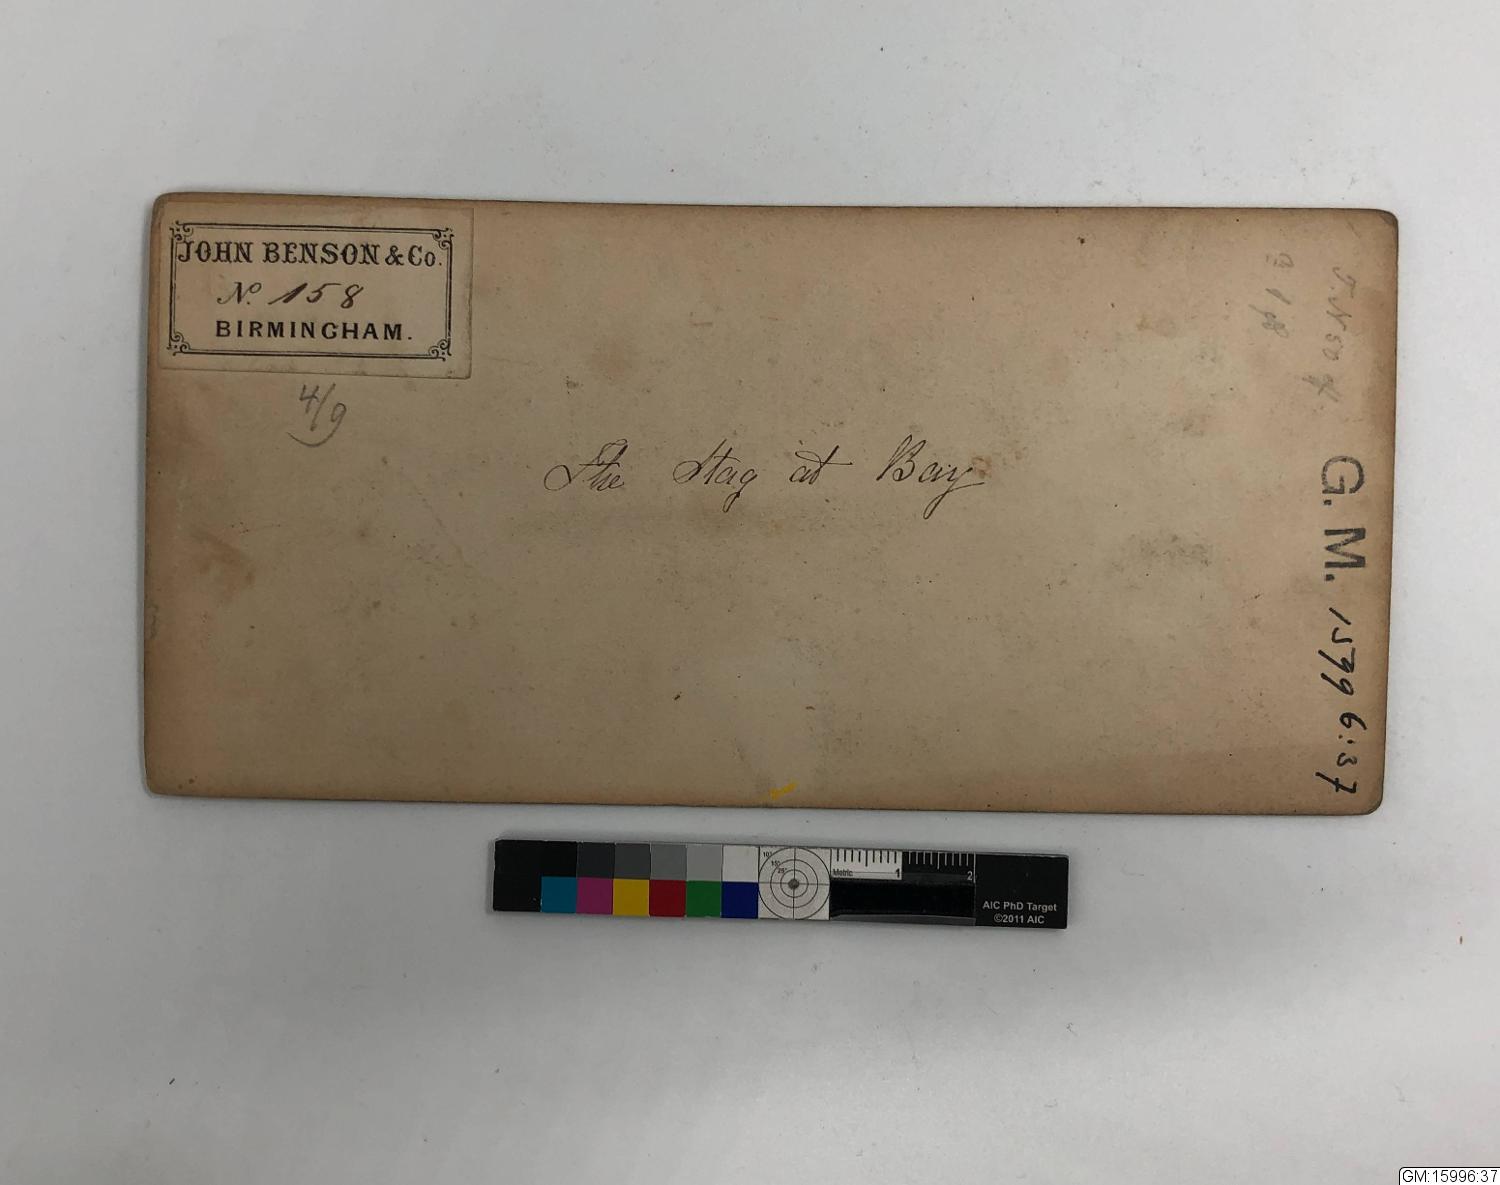 JOHN BENSON & Co.
No. 158
BIRMINGHAM.
4/9
The Stag at Bay
G. M. 15996:37
Metric
1
2
AIC PhD Target
©2011 AIC
GM:15996:37